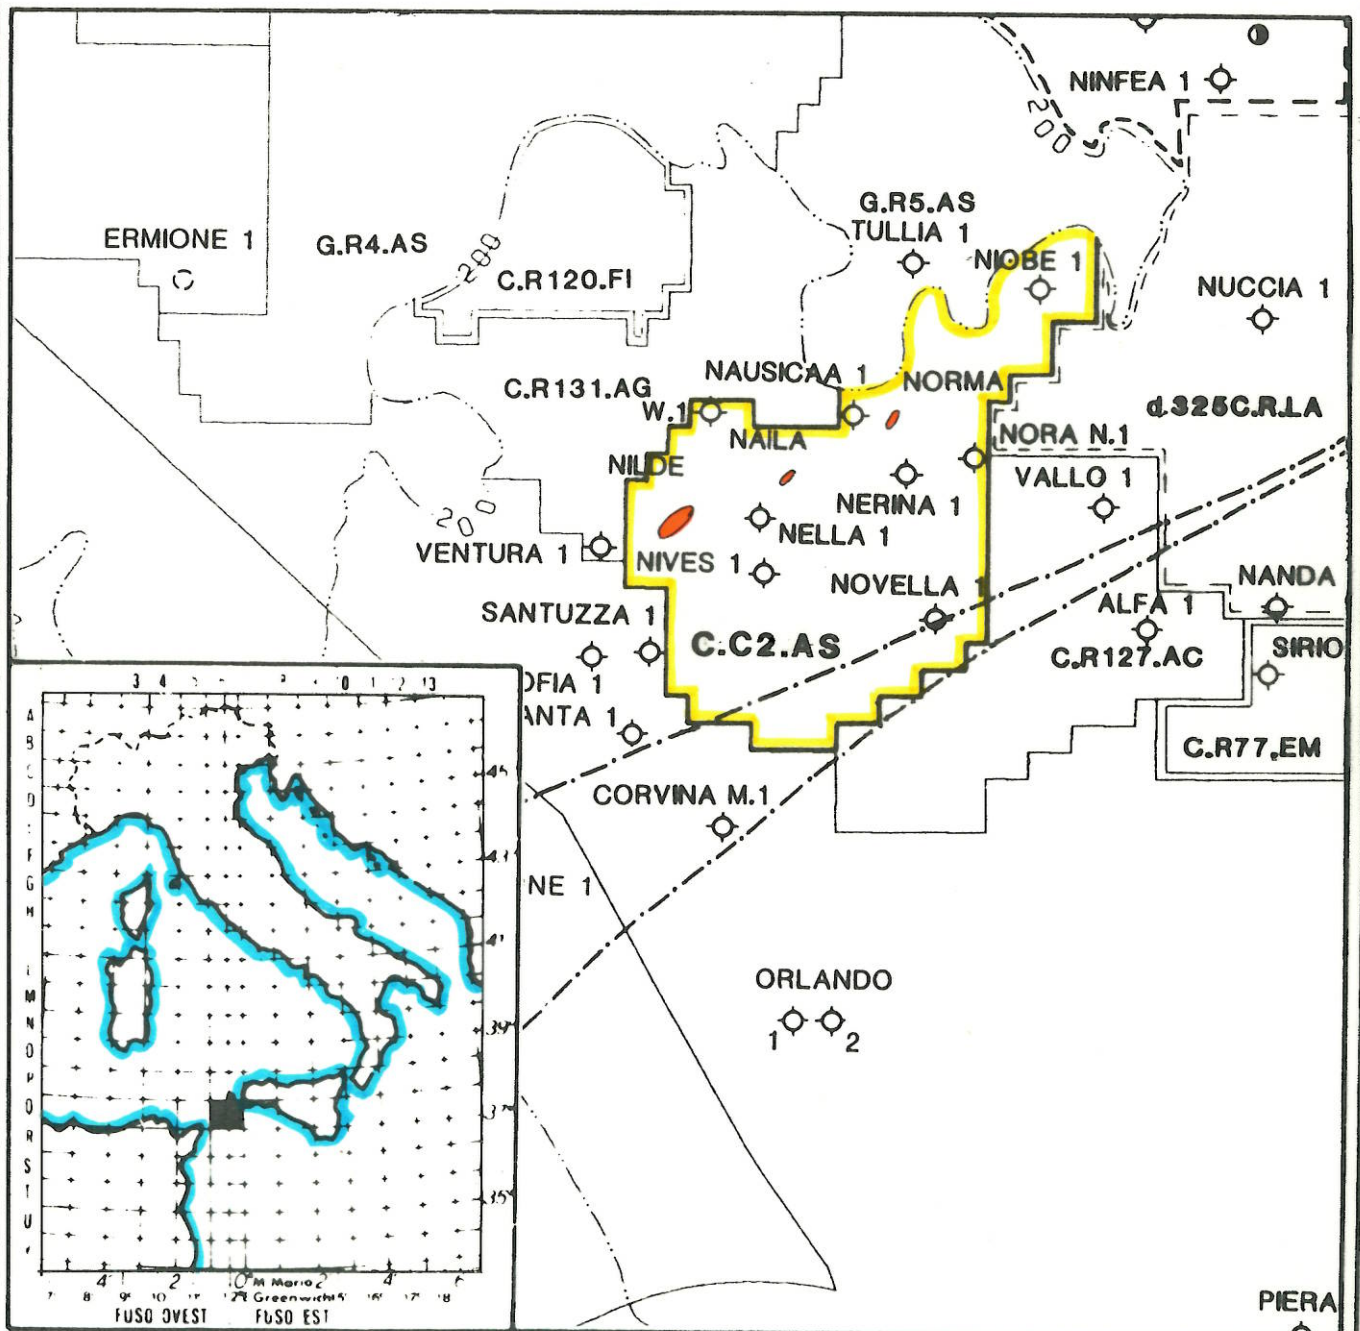 NINFEA 1
200
G.R5.AS
TULLIA 1
ERMIONE 1
G.R4.AS
200
C.R120.FI
NIOBE 1
NUCCIA 1
NAUSICAA 1
NORMA
C.R131.AG
W.1
d.325C.R.LA
NAILA
NORA N.1
NILDE
VALLO 1
NERINA 1
200
NELLA 1
VENTURA 1
NIVES 1
NOVELLA 1
NANDA
SANTUZZA 1
ALFA 1
C.C2.AS
C.R127.AC
SIRIO
OFIA 1
ANTA 1
C.R77.EM
CORVINA M.1
NE 1
ORLANDO
1 2
PIERA
M Mario
Greenwich
FUSO OVEST FUSO EST